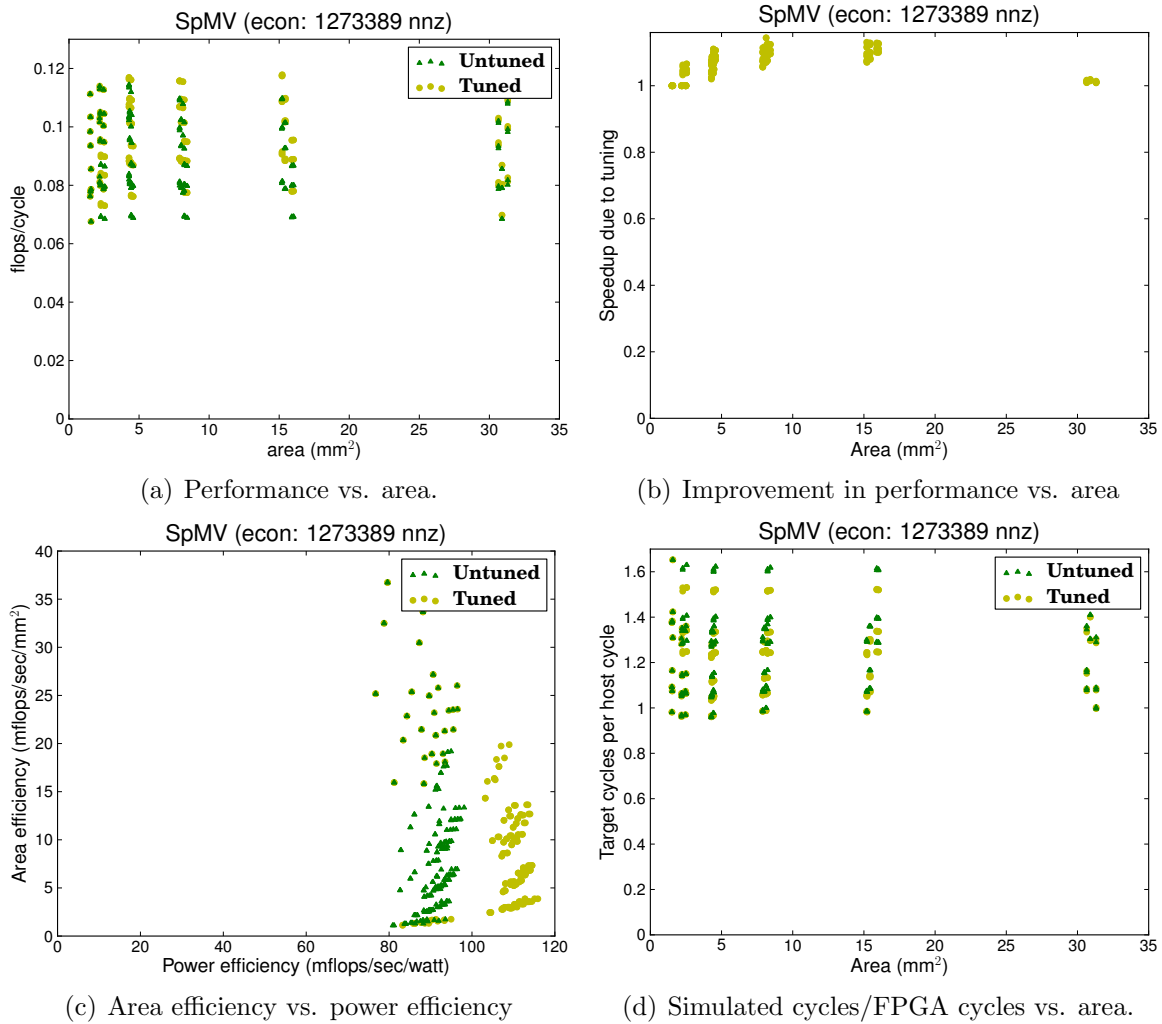 SpMV (econ: 1273389 nnz)
Untuned
Tuned
0.12
0.1
0.08
0.06
0.04
0.02
0
flops/cycle
0 5 10 15 20 25 30 35
area (mm²)
(a) Performance vs. area.
SpMV (econ: 1273389 nnz)
1
0.8
0.6
0.4
0.2
0
Speedup due to tuning
0 5 10 15 20 25 30 35
Area (mm²)
(b) Improvement in performance vs. area
SpMV (econ: 1273389 nnz)
Untuned
Tuned
40
35
30
25
20
15
10
5
0
Area efficiency (mflops/sec/mm²)
0 20 40 60 80 100 120
Power efficiency (mflops/sec/watt)
(c) Area efficiency vs. power efficiency
SpMV (econ: 1273389 nnz)
Untuned
Tuned
1.6
1.4
1.2
1
0.8
0.6
0.4
0.2
0
Target cycles per host cycle
0 5 10 15 20 25 30 35
Area (mm²)
(d) Simulated cycles/FPGA cycles vs. area.